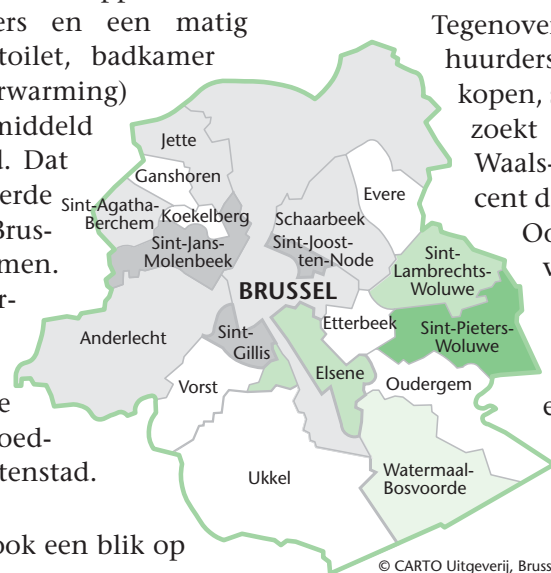 ers en een matig
toilet, badkamer
rwarming)
middeld
Dat
erde
Brus-
men.
r-
e
oed-
tenstad.
ook een blik op
Tegenover
huurders
kopen,
zoekt
Waals-
cent d
Oo
v
e
Jette
Ganshoren
Sint-Agatha-
Berchem
Koekelberg
Sint-Jans-
Molenbeek
Evere
Schaarbeek
Sint-Joost-
ten-Node
Sint-
Lambrechts-
Woluwe
BRUSSEL
Etterbeek
Sint-Pieters-
Woluwe
Anderlecht
Sint-
Gillis
Elsene
Oudergem
Vorst
Ukkel
Watermaal-
Bosvoorde
© CARTO Uitgeverij, Bruss